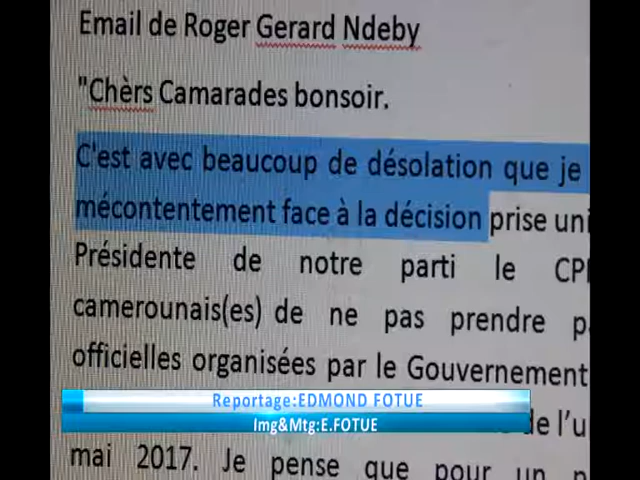 Email de Roger Gerard Ndeby
"Chèrs Camarades bonsoir.
C'est avec beaucoup de désolation que je
mécontentement face à la décision prise uni
Présidente de notre parti le CP
camerounais(es) de ne pas prendre p
officielles organisées par le Gouvernement
Reportage:EDMOND FOTUE
Img&Mtg:E.FOTUE
de l'u
mai 2017. Je pense que pour un